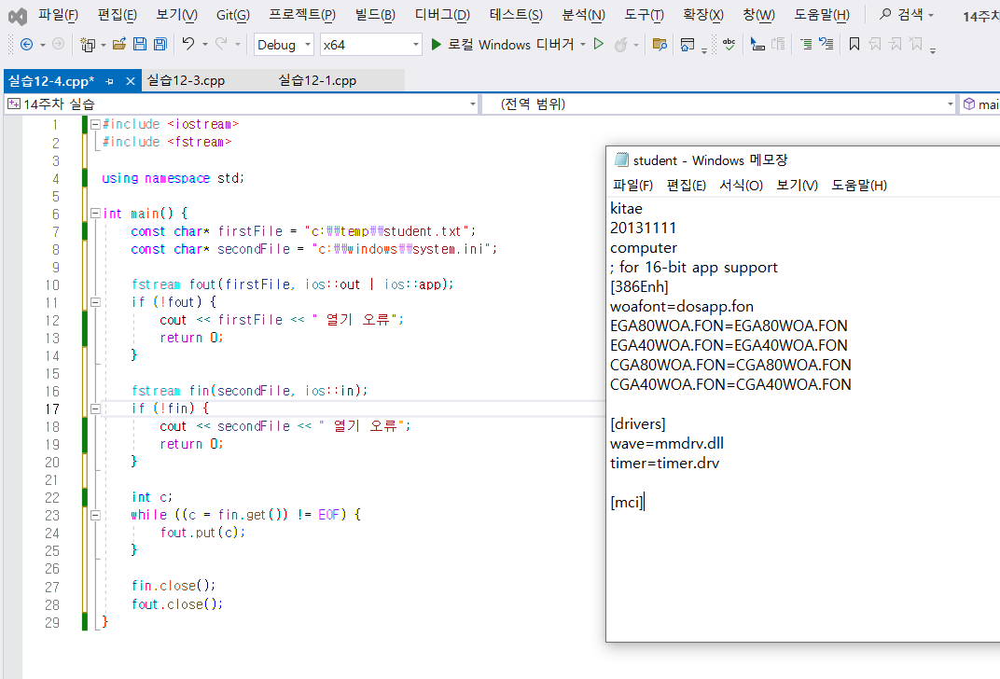 파일(F) 편집(E) 보기(V) Git(G) 프로젝트(P) 빌드(B) 디버그(D) 테스트(S) 분석(N) 도구(T) 확장(X) 창(W) 도움말(H) 검색 14주차
Debug x64 로컬 Windows 디버거
실습12-4.cpp* 실습12-3.cpp 실습12-1.cpp
14주차 실습 (전역 범위) mai
1 #include <iostream>
2 #include <fstream>
3
4 using namespace std;
5
6 int main() {
7 const char* firstFile = "c:₩₩temp₩₩student.txt";
8 const char* secondFile = "c:₩₩windows₩₩system.ini";
9
10 fstream fout(firstFile, ios::out | ios::app);
11 if (!fout) {
12 cout << firstFile << " 열기 오류";
13 return 0;
14 }
15
16 fstream fin(secondFile, ios::in);
17 if (!fin) {
18 cout << secondFile << " 열기 오류";
19 return 0;
20 }
21
22 int c;
23 while ((c = fin.get()) != EOF) {
24 fout.put(c);
25 }
26
27 fin.close();
28 fout.close();
29 }
student - Windows 메모장
파일(F) 편집(E) 서식(O) 보기(V) 도움말(H)
kitae
20131111
computer
; for 16-bit app support
[386Enh]
woafont=dosapp.fon
EGA80WOA.FON=EGA80WOA.FON
EGA40WOA.FON=EGA40WOA.FON
CGA80WOA.FON=CGA80WOA.FON
CGA40WOA.FON=CGA40WOA.FON
[drivers]
wave=mmdrv.dll
timer=timer.drv
[mci]